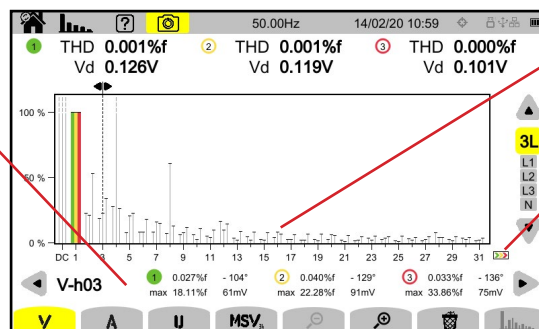 ? 50.00Hz 14/02/20 10:59
1 THD 0.001%f 2 THD 0.001%f 3 THD 0.000%f
Vd 0.126V Vd 0.119V Vd 0.101V
100 %
50 %
0 %
3L
L1
L2
L3
N
DC 1 3 5 7 9 11 13 15 17 19 21 23 25 27 29 31
V-h03 1 0.027%f - 104° 2 0.040%f - 129° 3 0.033%f - 136°
max 18.11%f 61mV max 22.28%f 91mV max 33.86%f 75mV
V A U MSV